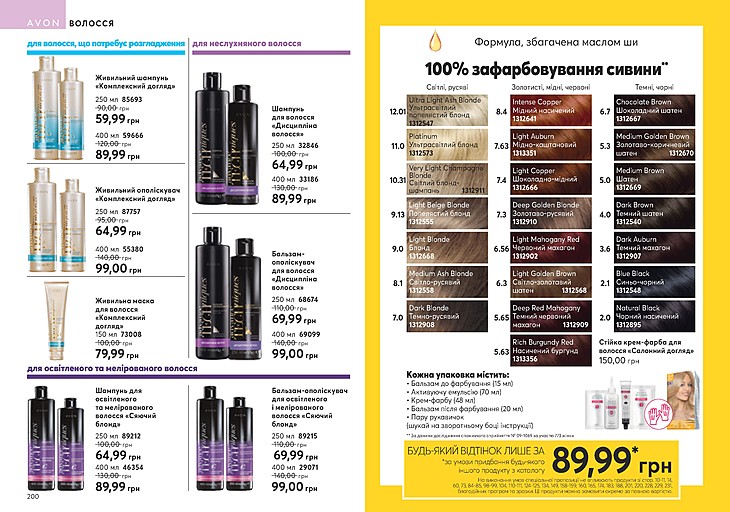 AVON ВОЛОССЯ
для волосся, що потребує розгладження
Живильний шампунь
«Комплексний догляд»
250 мл 85693
90,00 грн
59,99 грн
400 мл 59666
120,00 грн
89,99 грн
Живильний ополіскувач
«Комплексний догляд»
250 мл 87757
95,00 грн
64,99 грн
400 мл 55380
140,00 грн
99,00 грн
Живильна маска
для волосся
«Комплексний
догляд»
150 мл 73008
100,00 грн
79,99 грн
для неслухняного волосся
Шампунь
для волосся
«Дисципліна
волосся»
250 мл 32846
100,00 грн
64,99 грн
400 мл 33186
130,00 грн
89,99 грн
Бальзам-
ополіскувач
для волосся
«Дисципліна
волосся»
250 мл 68674
110,00 грн
69,99 грн
400 мл 69099
140,00 грн
99,00 грн
для освітленого та мелірованого волосся
Шампунь для
освітленого
та мелірованого
волосся «Сяючий
блонд»
250 мл 89212
100,00 грн
64,99 грн
400 мл 46354
130,00 грн
89,99 грн
Бальзам-ополіскувач
для освітленого
і мелірованого
волосся «Сяючий
блонд»
250 мл 89215
110,00 грн
69,99 грн
400 мл 29071
140,00 грн
99,00 грн
200
Формула, збагачена маслом ши
100% зафарбовування сивини**
Світлі, русяві
12.01 Ultra Light Ash Blonde
Ультрасвітлий
попелястий блонд
1312547
11.0 Platinum
Ультрасвітлий блонд
1312573
10.31 Very Light Champagne
Blonde
Світлий блонд-
шампань 1312911
9.13 Light Beige Blonde
Попелястий блонд
1312555
9.0 Light Blonde
Блонд
1312668
8.1 Medium Ash Blonde
Світло-русявий
1312558
7.0 Dark Blonde
Темно-русявий
1312908
Золотисті, мідні, червоні
8.4 Intense Copper
Мідний насичений
1312641
7.63 Light Auburn
Мідно-каштановий
1313351
7.4 Light Copper
Шоколадно-мідний
1312666
7.3 Deep Golden Blonde
Золотаво-русявий
1312910
6.56 Light Mahogany Red
Червоний махагон
1312902
6.3 Light Golden Brown
Світло-золотавий
шатен 1312568
5.65 Deep Red Mahogany
Темний червоний
махагон 1312909
5.63 Rich Burgundy Red
Насичений бургунд
1313356
Темні, чорні
6.7 Chocolate Brown
Шоколадний шатен
1312667
5.3 Medium Golden Brown
Золотаво-коричневий
шатен 1312670
5.0 Medium Brown
Шатен
1312669
4.0 Dark Brown
Темний шатен
1312540
3.6 Dark Auburn
Темний махагон
1312907
2.1 Blue Black
Синьо-чорний
1312548
2.0 Natural Black
Чорний насичений
1312895
Стійка крем-фарба для
волосся «Салонний догляд»
150,00 грн
Кожна упаковка містить:
• Бальзам до фарбування (15 мл)
• Активуючу емульсію (70 мл)
• Крем-фарбу (48 мл)
• Бальзам після фарбування (20 мл)
• Пару рукавичок
(шукай на зворотньому боці інструкції)
БУДЬ-ЯКИЙ ВІДТІНОК ЛИШЕ ЗА
*за умови придбання будь-якого
іншого продукту з каталогу
89,99* грн